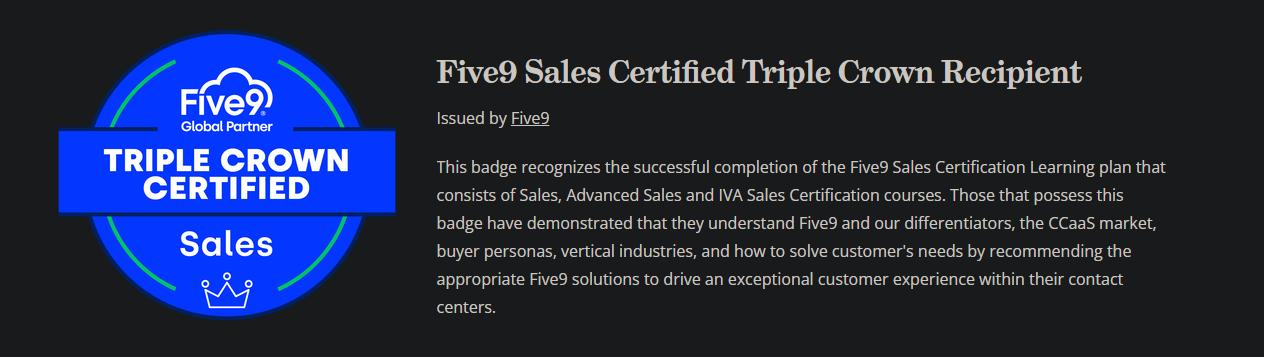 Five9®
Global Partner
TRIPLE CROWN
CERTIFIED
Sales
Five9 Sales Certified Triple Crown Recipient
Issued by Five9
This badge recognizes the successful completion of the Five9 Sales Certification Learning plan that
consists of Sales, Advanced Sales and IVA Sales Certification courses. Those that possess this
badge have demonstrated that they understand Five9 and our differentiators, the CCaaS market,
buyer personas, vertical industries, and how to solve customer's needs by recommending the
appropriate Five9 solutions to drive an exceptional customer experience within their contact
centers.